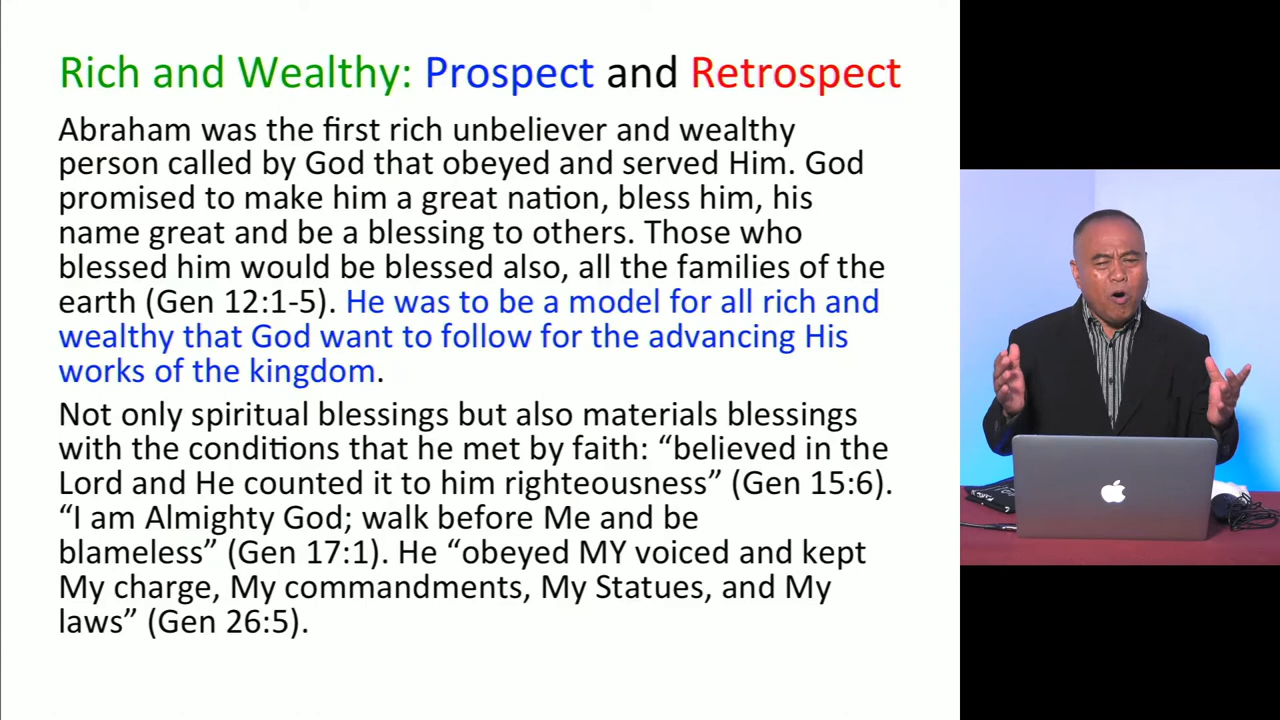 Rich and Wealthy: Prospect and Retrospect
Abraham was the first rich unbeliever and wealthy
person called by God that obeyed and served Him. God
promised to make him a great nation, bless him, his
name great and be a blessing to others. Those who
blessed him would be blessed also, all the families of the
earth (Gen 12:1-5). He was to be a model for all rich and
wealthy that God want to follow for the advancing His
works of the kingdom.
Not only spiritual blessings but also materials blessings
with the conditions that he met by faith: “believed in the
Lord and He counted it to him righteousness” (Gen 15:6).
“I am Almighty God; walk before Me and be
blameless” (Gen 17:1). He “obeyed MY voiced and kept
My charge, My commandments, My Statues, and My
laws” (Gen 26:5).